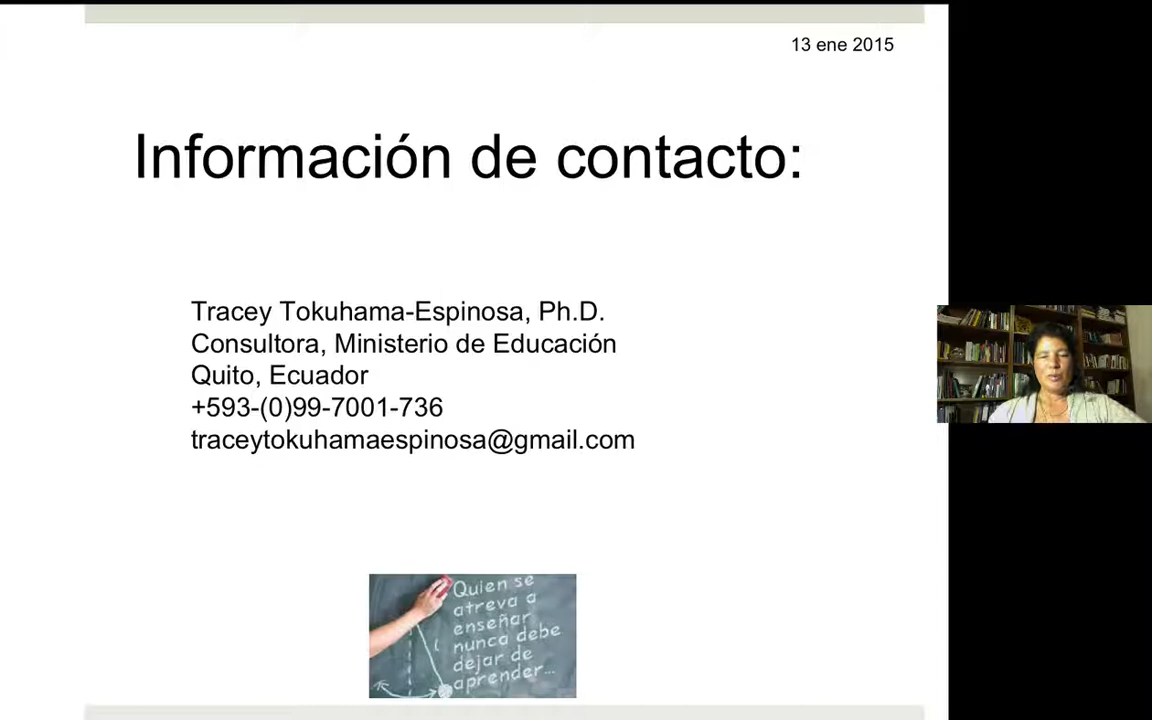 13 ene 2015
Información de contacto:
Tracey Tokuhama-Espinosa, Ph.D.
Consultora, Ministerio de Educación
Quito, Ecuador
+593-(0)99-7001-736
traceytokuhamaespinosa@gmail.com
Quien se
atreva a
enseñar
nunca debe
dejar de
aprender...